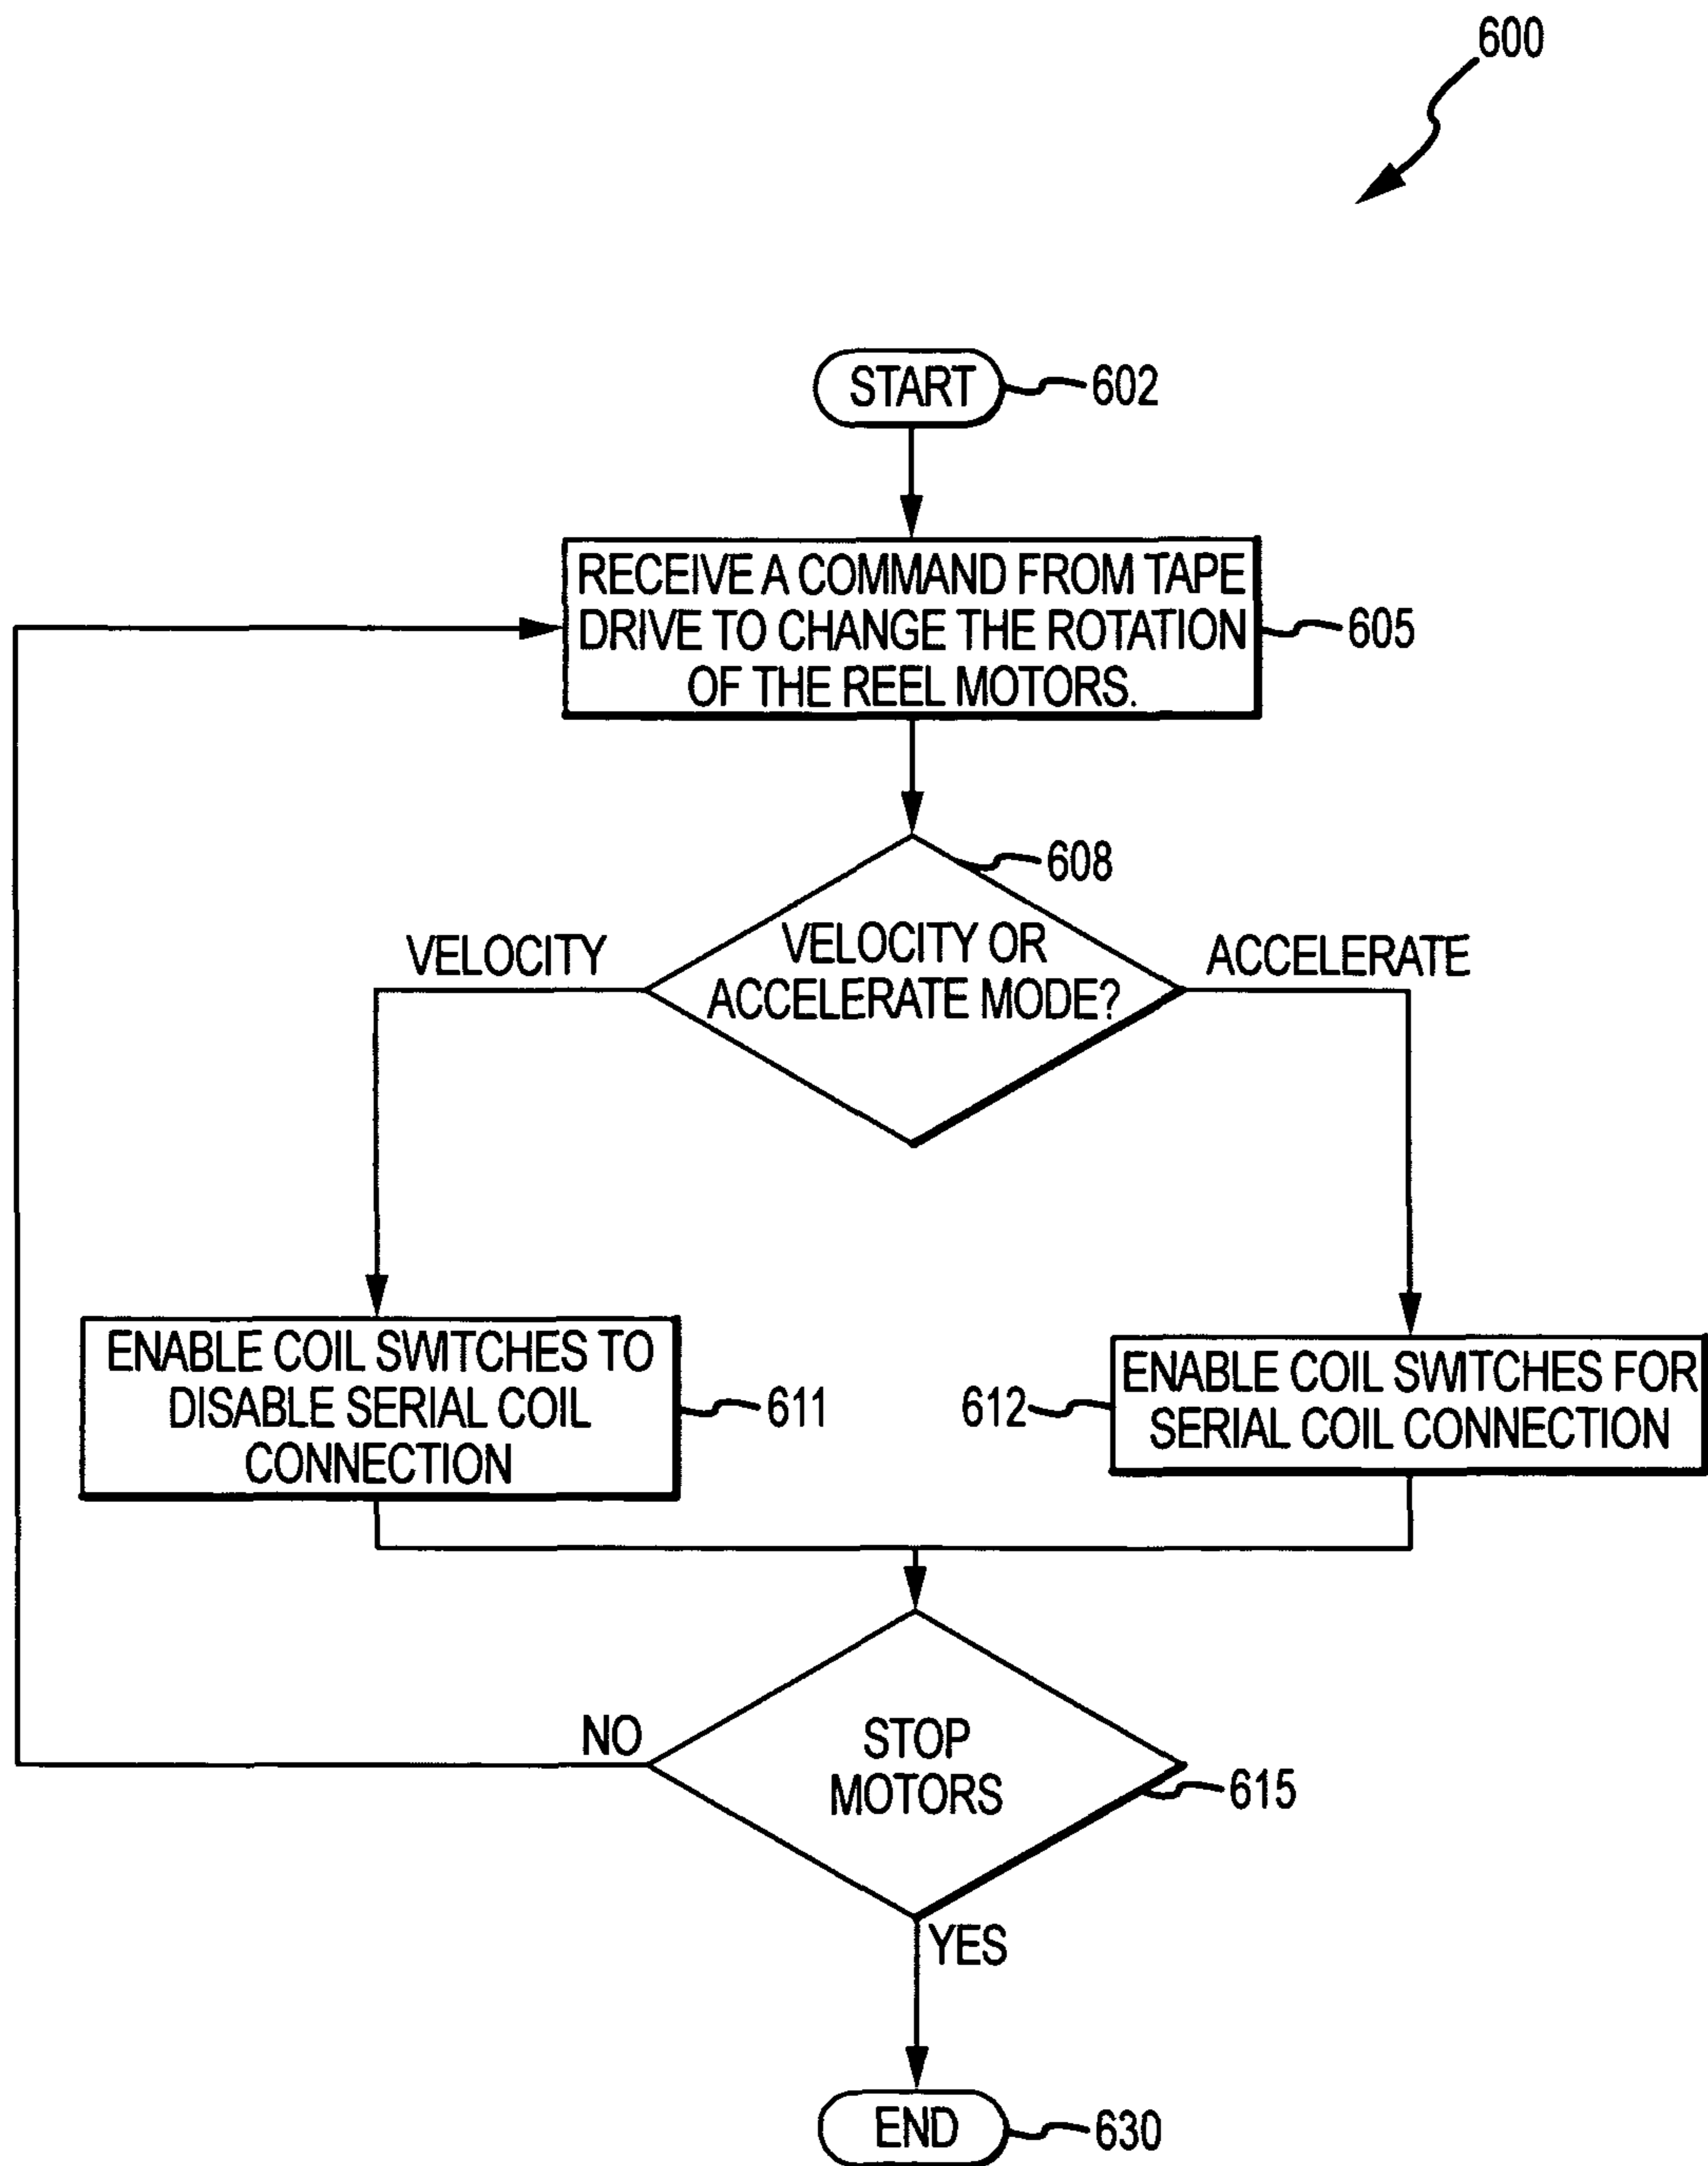 600
START
602
RECEIVE A COMMAND FROM TAPE
DRIVE TO CHANGE THE ROTATION
OF THE REEL MOTORS.
605
608
VELOCITY
VELOCITY OR
ACCELERATE MODE?
ACCELERATE
ENABLE COIL SWITCHES TO
DISABLE SERIAL COIL
CONNECTION
611
612
ENABLE COIL SWITCHES FOR
SERIAL COIL CONNECTION
NO
STOP
MOTORS
615
YES
END
630